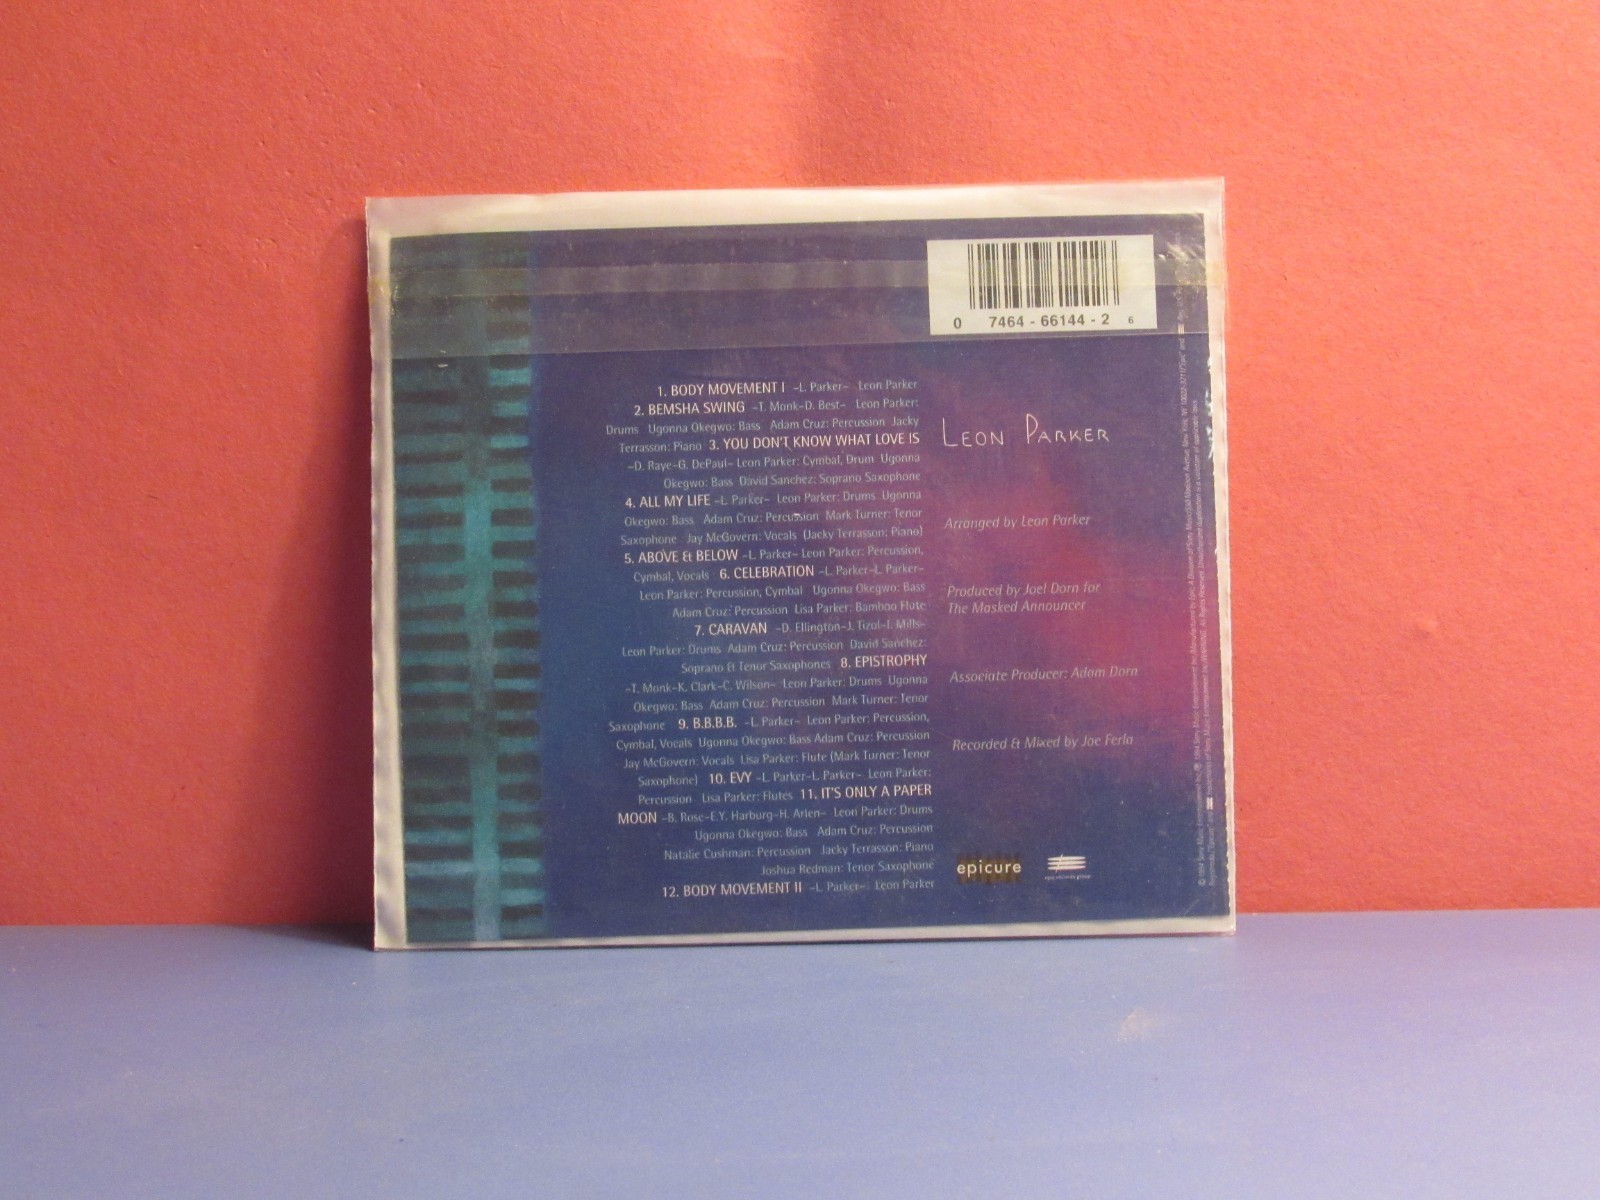 0 7464 - 66144 - 2 6
1. BODY MOVEMENT I -L. Parker- Leon Parker
2. BEMSHA SWING -T. Monk-D. Best- Leon Parker:
Drums Ugonna Okegwo: Bass Adam Cruz: Percussion Jacky
Terrasson: Piano 3. YOU DON'T KNOW WHAT LOVE IS
-D. Raye-G. DePaul- Leon Parker: Cymbal, Drum Ugonna
Okegwo: Bass David Sanchez: Soprano Saxophone
4. ALL MY LIFE -L. Parker- Leon Parker: Drums Ugonna
Okegwo: Bass Adam Cruz: Percussion Mark Turner: Tenor
Saxophone Jay McGovern: Vocals (Jacky Terrasson: Piano)
5. ABOVE & BELOW -L. Parker- Leon Parker: Percussion,
Cymbal, Vocals 6. CELEBRATION -L. Parker-L. Parker-
Leon Parker: Percussion, Cymbal Ugonna Okegwo: Bass
Adam Cruz: Percussion Lisa Parker: Bamboo Flute
7. CARAVAN -D. Ellington-J. Tizol-I. Mills-
Leon Parker: Drums Adam Cruz: Percussion David Sanchez:
Soprano & Tenor Saxophones 8. EPISTROPHY
-T. Monk-K. Clark-C. Wilson- Leon Parker: Drums Ugonna
Okegwo: Bass Adam Cruz: Percussion Mark Turner: Tenor
Saxophone 9. B.B.B.B. -L. Parker- Leon Parker: Percussion,
Cymbal, Vocals Ugonna Okegwo: Bass Adam Cruz: Percussion
Jay McGovern: Vocals Lisa Parker: Flute (Mark Turner: Tenor
Saxophone) 10. EVY -L. Parker-L. Parker- Leon Parker:
Percussion Lisa Parker: Flutes 11. IT'S ONLY A PAPER
MOON -B. Rose-E.Y. Harburg-H. Arlen- Leon Parker: Drums
Ugonna Okegwo: Bass Adam Cruz: Percussion
Natalie Cushman: Percussion Jacky Terrasson: Piano
Joshua Redman: Tenor Saxophone
12. BODY MOVEMENT II -L. Parker- Leon Parker
LEON PARKER
Arranged by Leon Parker
Produced by Joel Dorn for
The Masked Announcer
Associate Producer: Adam Dorn
Recorded & Mixed by Joe Ferla
epicure
epic records group